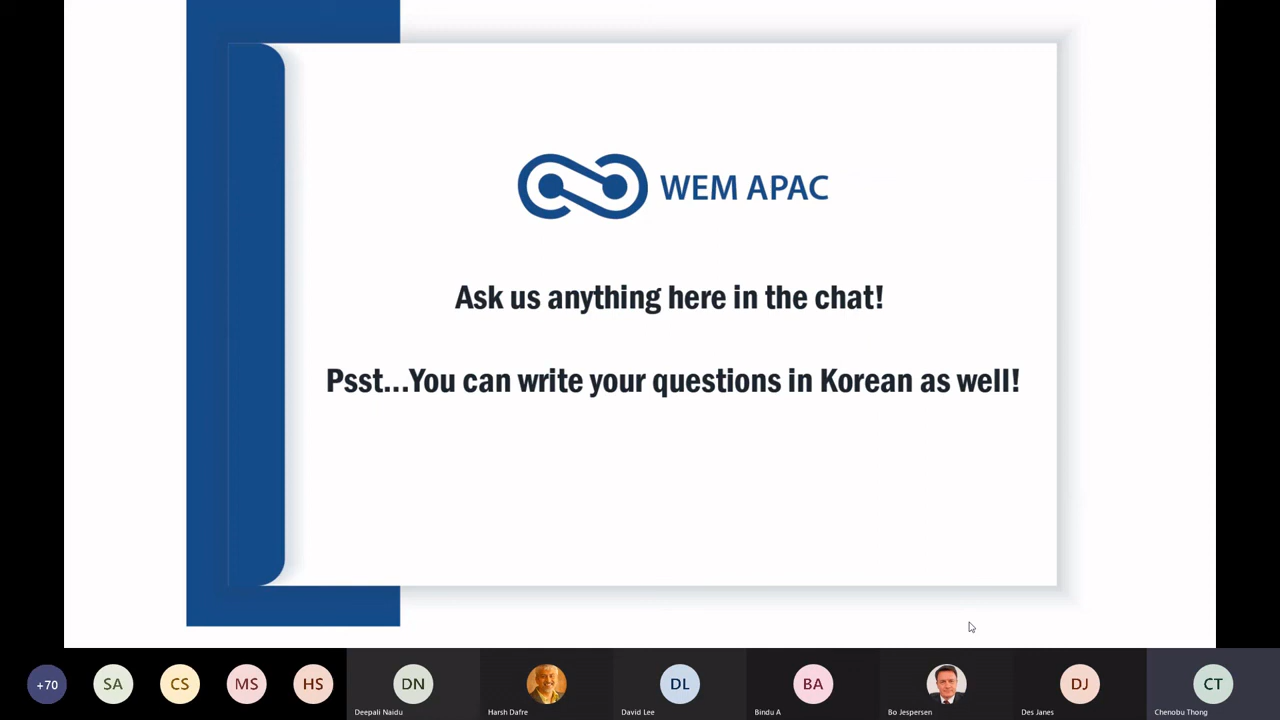 WEM APAC
Ask us anything here in the chat!
Psst...You can write your questions in Korean as well!
+70
SA
CS
MS
HS
DN
DL
BA
DJ
CT
Deepali Naidu
Harsh Dafre
David Lee
Bindu A
Bo Jespersen
Des Janes
Chenobu Thong